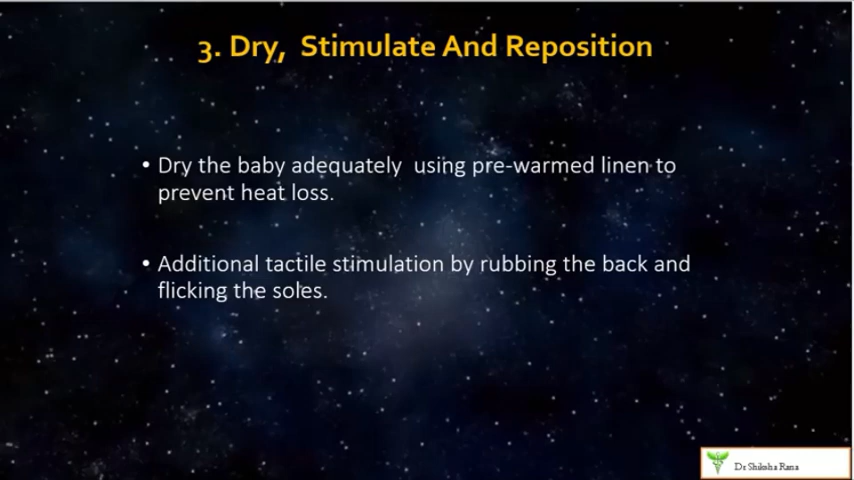 3. Dry, Stimulate And Reposition
• Dry the baby adequately using pre-warmed linen to
prevent heat loss.
• Additional tactile stimulation by rubbing the back and
flicking the soles.
Dr Shiksha Rana